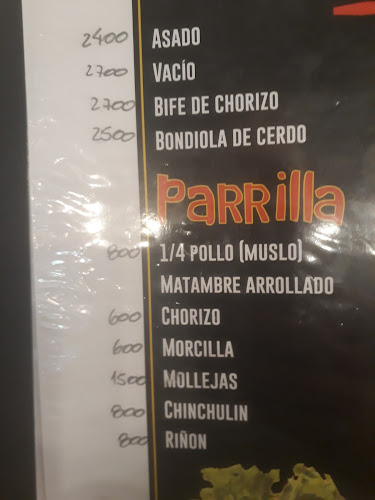 2400 ASADO
2700 VACÍO
2700 BIFE DE CHORIZO
2500 BONDIOLA DE CERDO
PARRilla
800 1/4 POLLO (MUSLO)
MATAMBRE ARROLLADO
600 CHORIZO
600 MORCILLA
1500 MOLLEJAS
800 CHINCHULIN
800 RIÑON